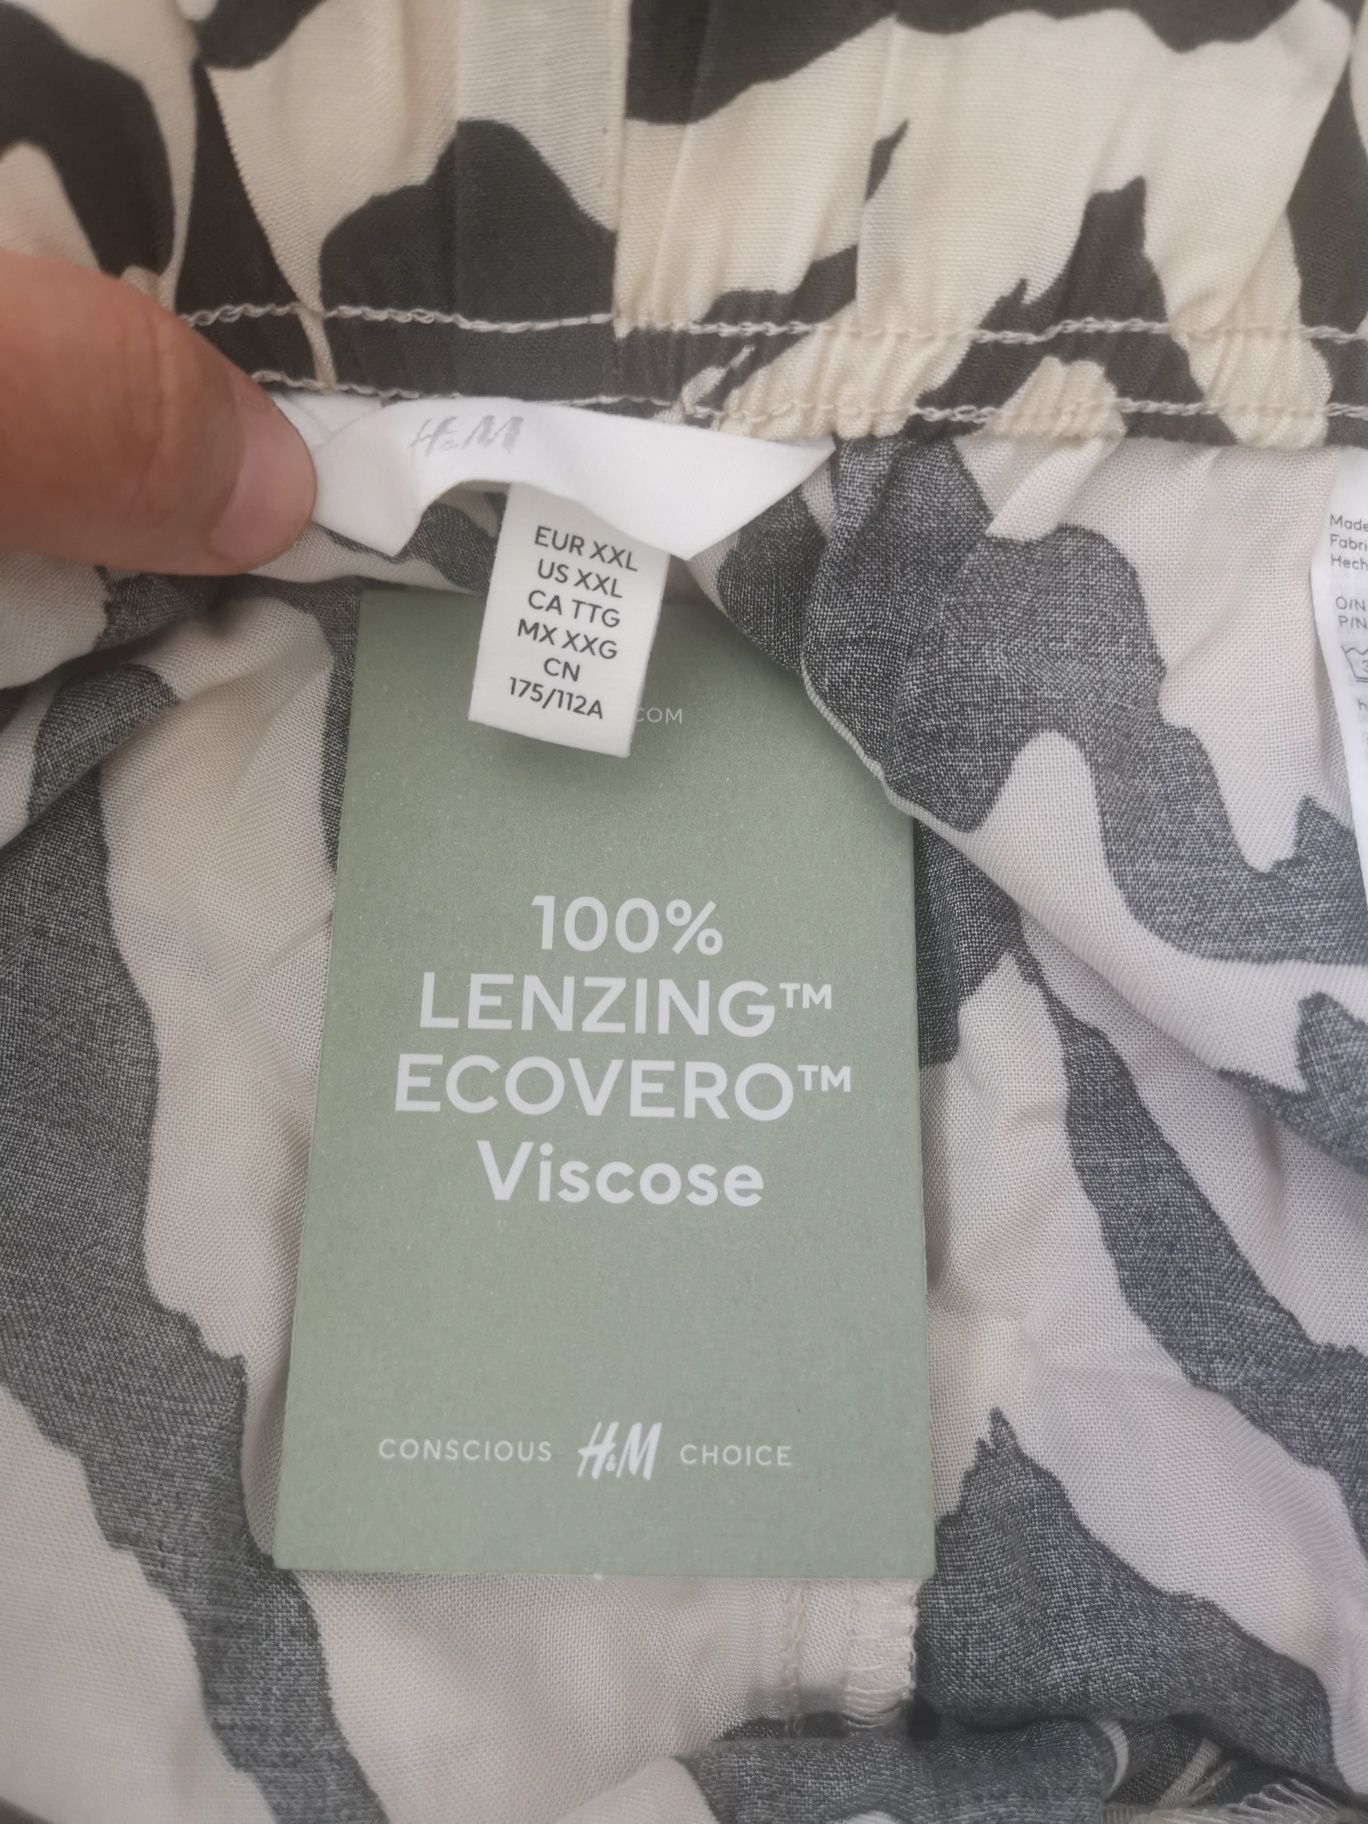 H&M
EUR XXL
US XXL
CA TTG
MX XXG
CN
175/112A
COM
100%
LENZING™
ECOVERO™
Viscose
CONSCIOUS H&M CHOICE
Made
Fabri
Hech
O/N
P/N